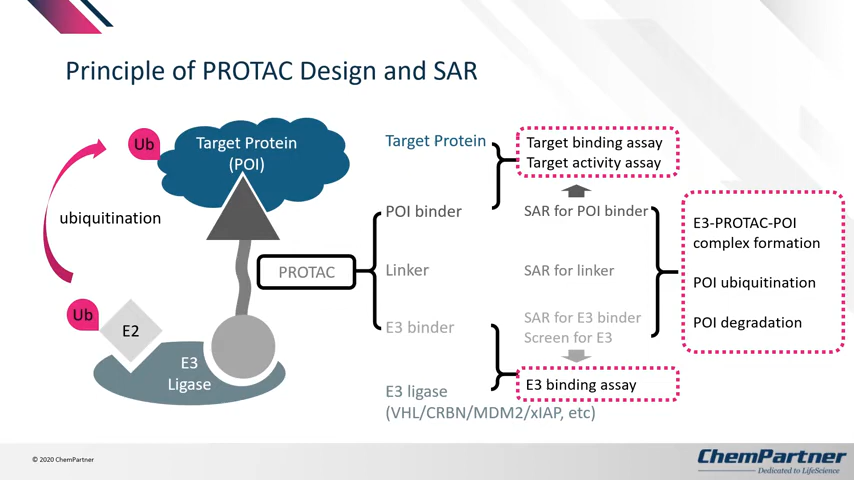 Principle of PROTAC Design and SAR
Ub
Target Protein
(POI)
ubiquitination
Ub
E2
E3
Ligase
PROTAC
Target Protein
POI binder
Linker
E3 binder
E3 ligase
(VHL/CRBN/MDM2/xIAP, etc)
Target binding assay
Target activity assay
SAR for POI binder
SAR for linker
SAR for E3 binder
Screen for E3
E3 binding assay
E3-PROTAC-POI
complex formation
POI ubiquitination
POI degradation
© 2020 ChemPartner
ChemPartner
Dedicated to LifeScience